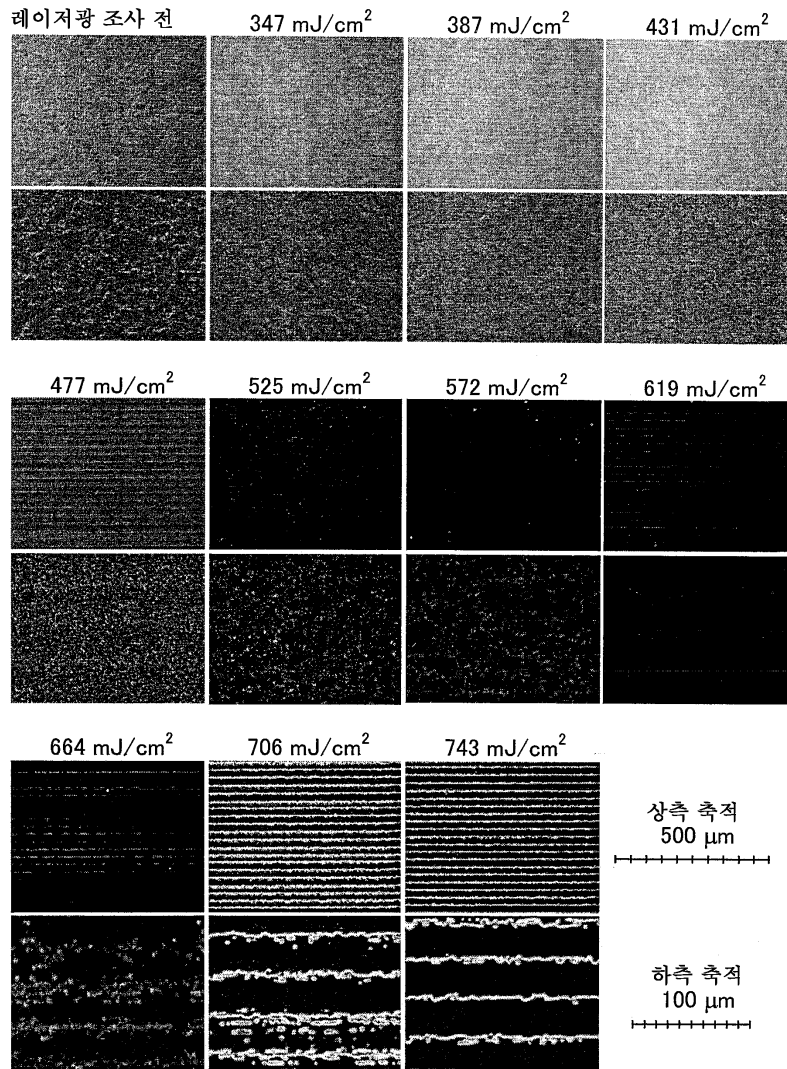 레이저광 조사 전
347 mJ/cm²
387 mJ/cm²
431 mJ/cm²
477 mJ/cm²
525 mJ/cm²
572 mJ/cm²
619 mJ/cm²
664 mJ/cm²
706 mJ/cm²
743 mJ/cm²
상측 축적
500 μm
하측 축적
100 μm